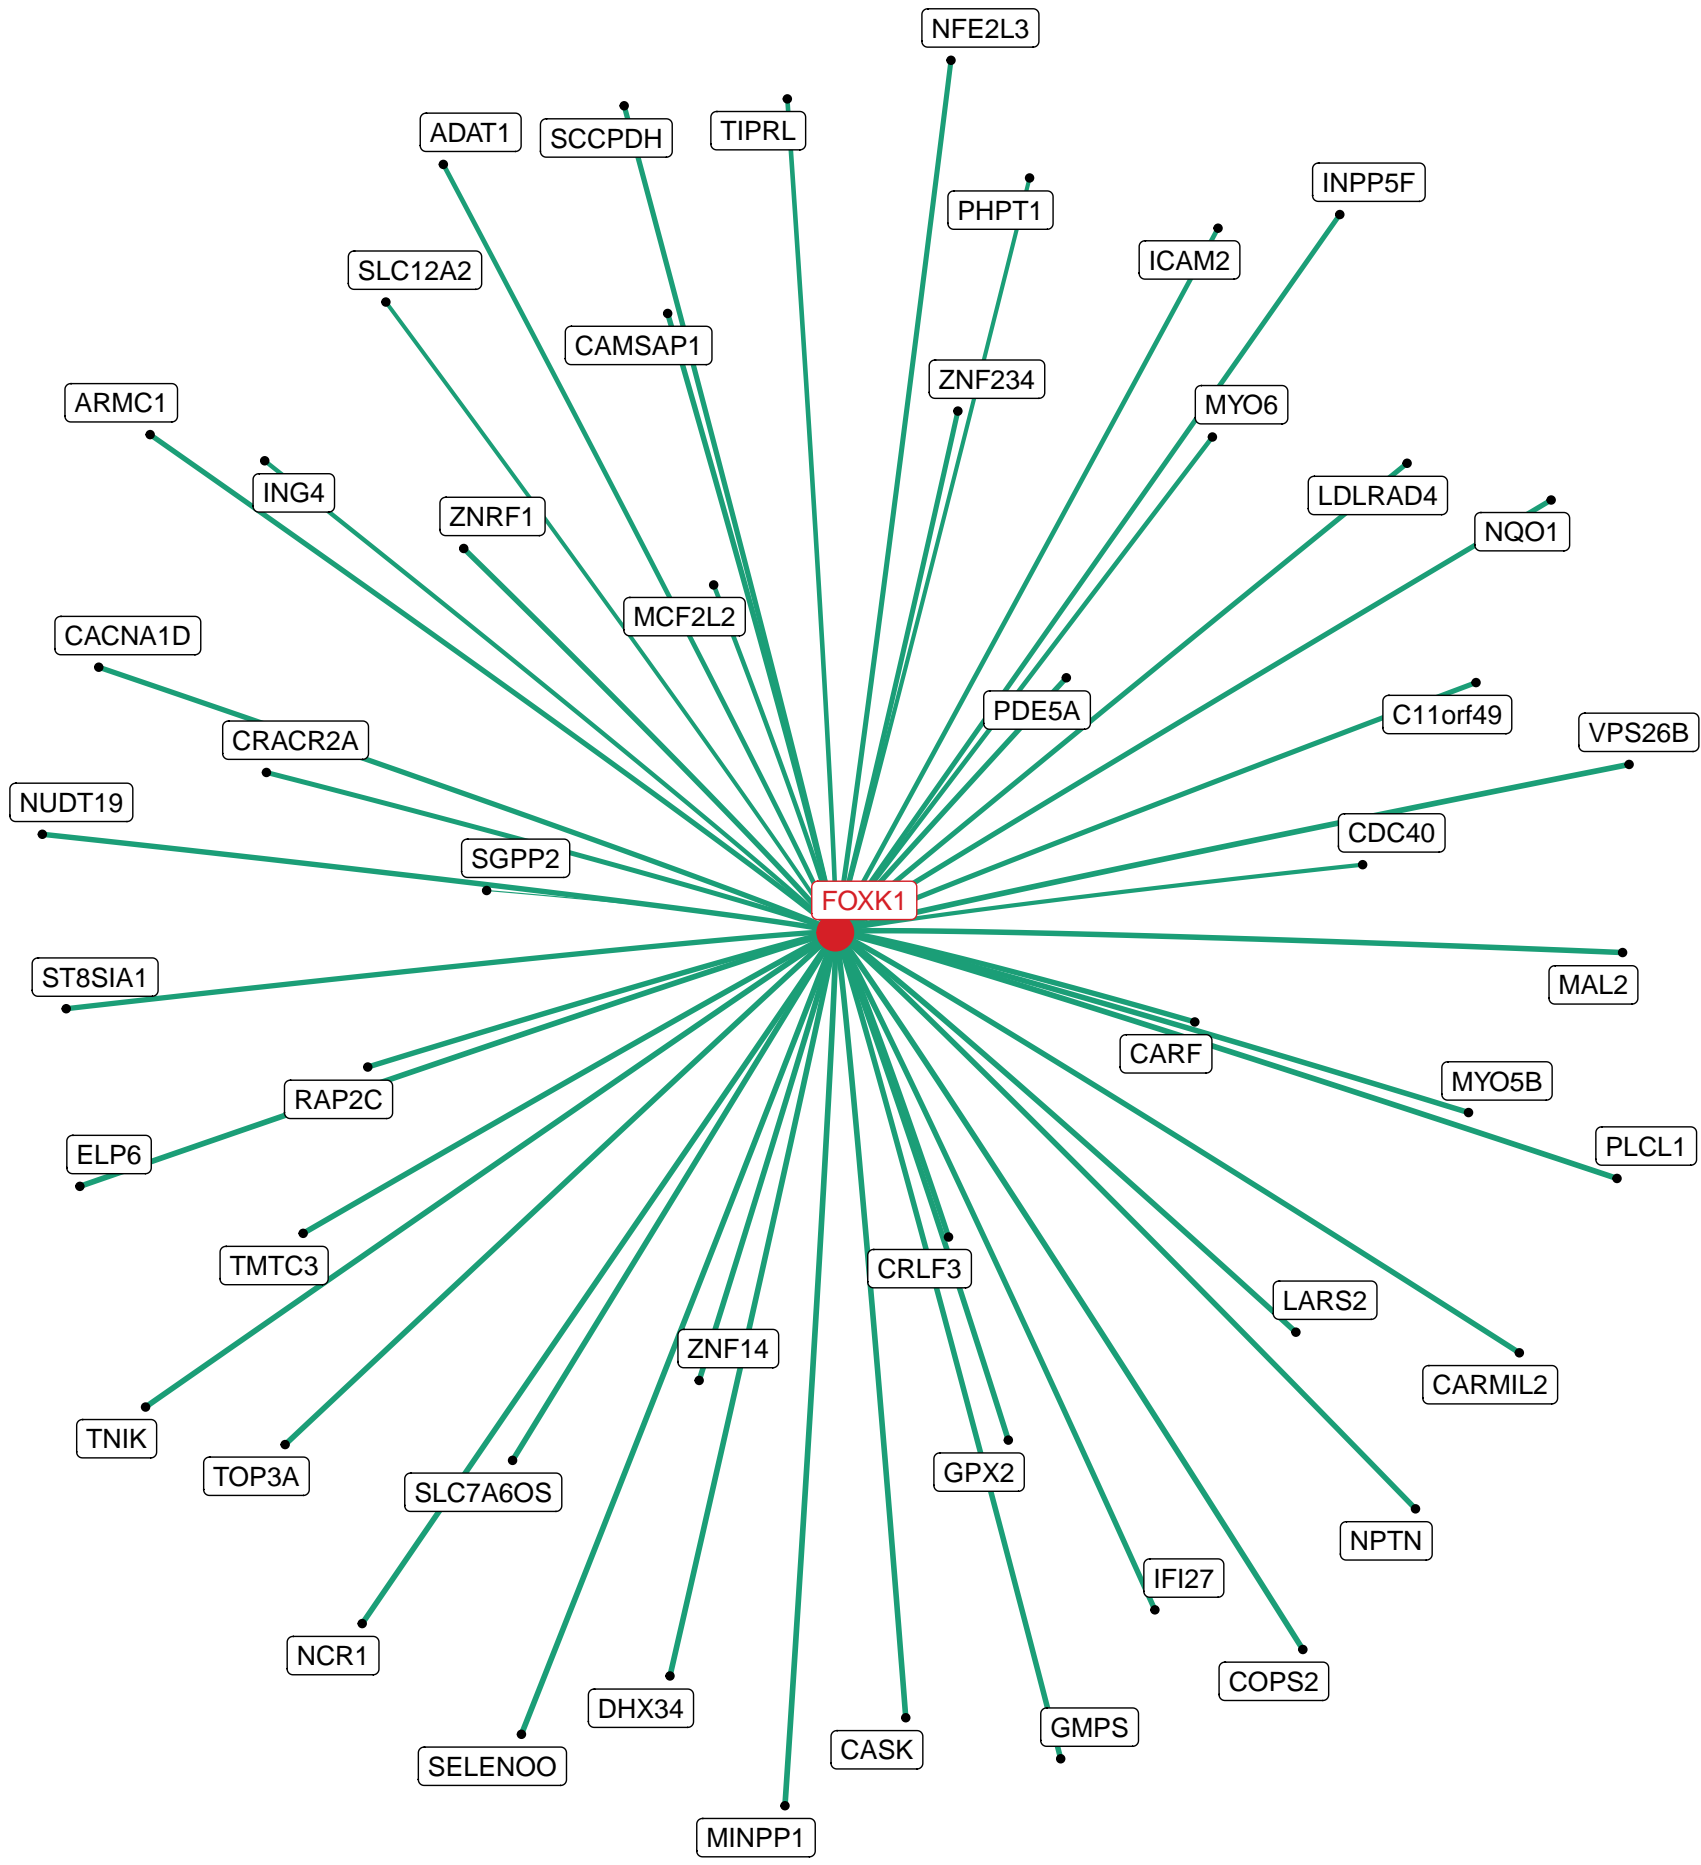 NFE2L3
ADAT1
SCCPDH
TIPRL
INPP5F
PHPT1
ICAM2
SLC12A2
CAMSAP1
ZNF234
ARMC1
MYO6
ING4
LDLRAD4
ZNRF1
NQO1
MCF2L2
CACNA1D
PDE5A
C11orf49
VPS26B
CRACR2A
NUDT19
CDC40
SGPP2
FOXK1
ST8SIA1
MAL2
CARF
MYO5B
RAP2C
PLCL1
ELP6
TMTC3
CRLF3
LARS2
ZNF14
CARMIL2
TNIK
TOP3A
GPX2
SLC7A6OS
NPTN
IFI27
NCR1
COPS2
DHX34
GMPS
CASK
SELENOO
MINPP1